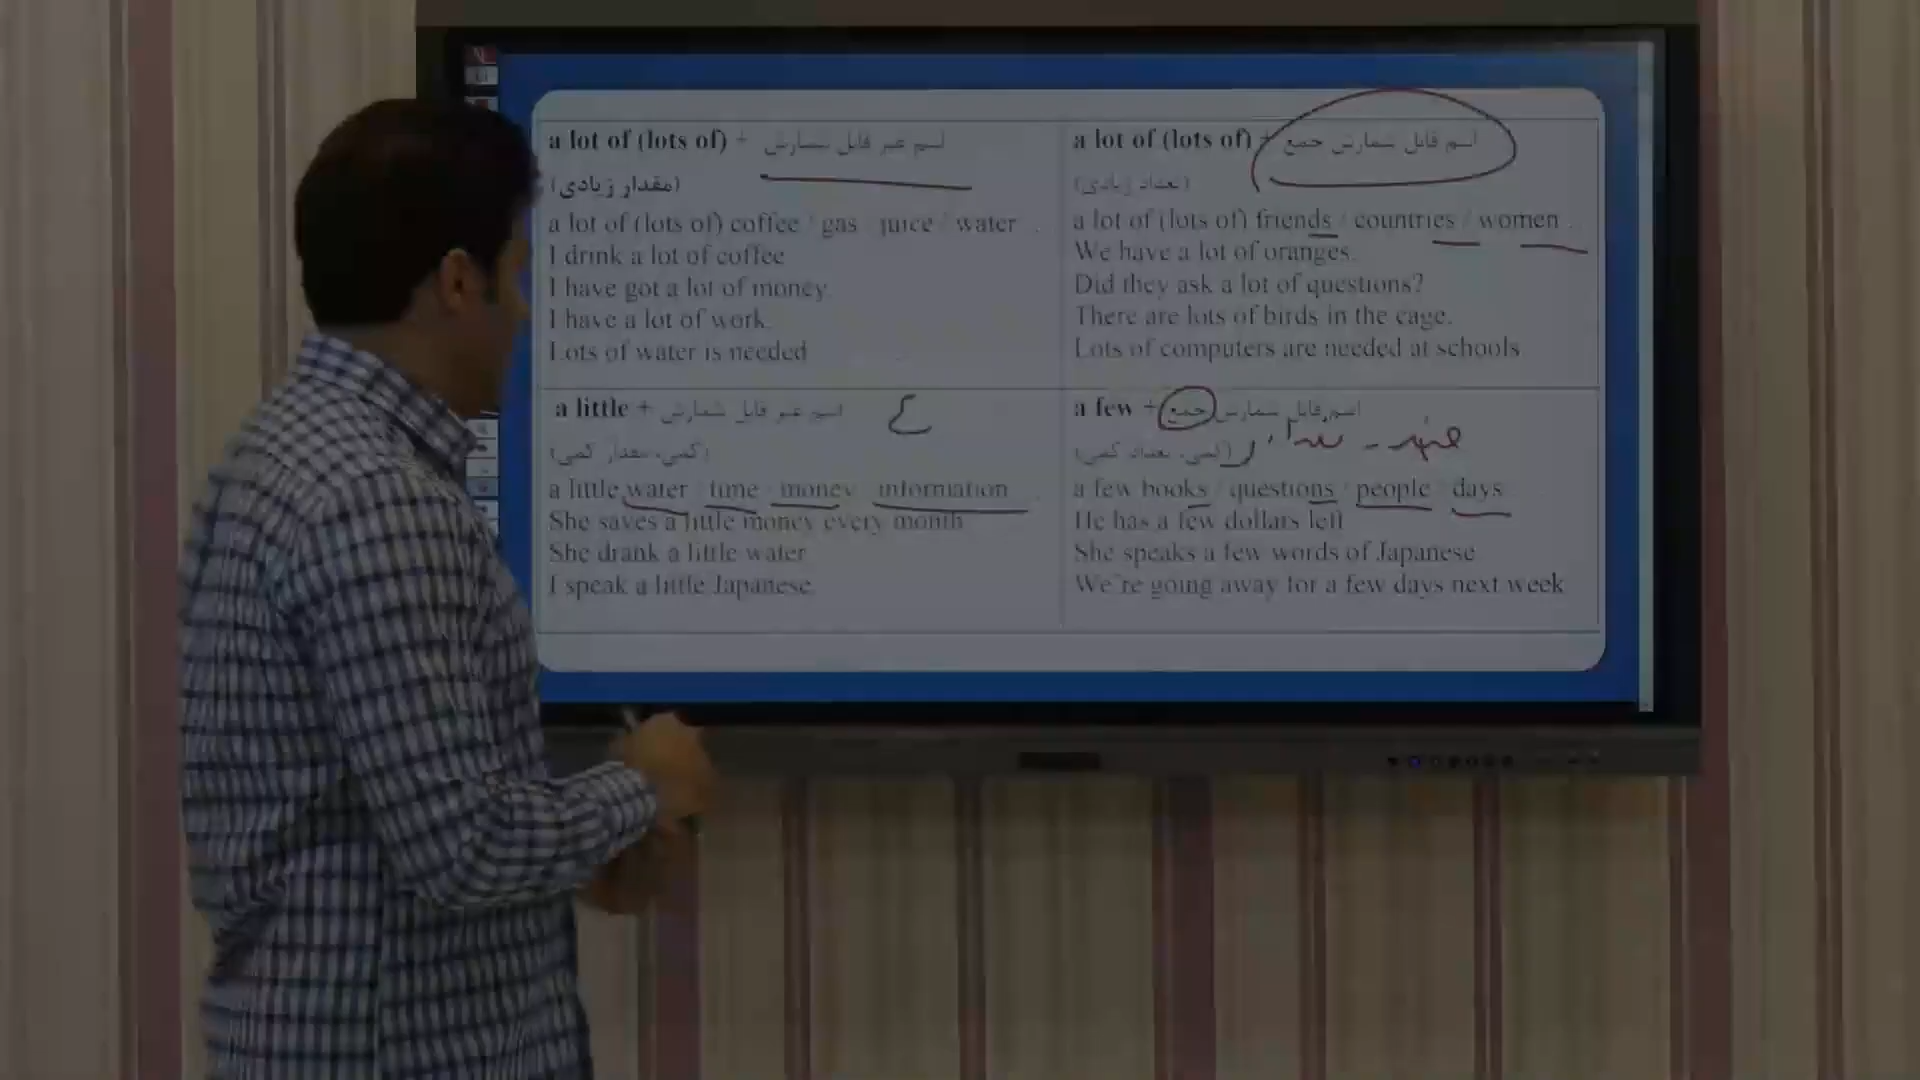 a lot of (lots of) + اسم غیر قابل شمارش
(مقدار زیادی)
a lot of (lots of) coffee / gas / juice / water ...
I drink a lot of coffee.
I have got a lot of money.
I have a lot of work.
Lots of water is needed.
a lot of (lots of) + اسم قابل شمارش جمع
(تعداد زیادی)
a lot of (lots of) friends / countries / women ...
We have a lot of oranges.
Did they ask a lot of questions?
There are lots of birds in the cage.
Lots of computers are needed at schools.
a little + اسم غیر قابل شمارش
(کمی، مقدار کمی)
a little water / time / money / information ...
She saves a little money every month.
She drank a little water.
I speak a little Japanese.
a few + اسم قابل شمارش جمع
(کمی، تعداد کمی)
a few books / questions / people / days ...
He has a few dollars left.
She speaks a few words of Japanese.
We're going away for a few days next week.